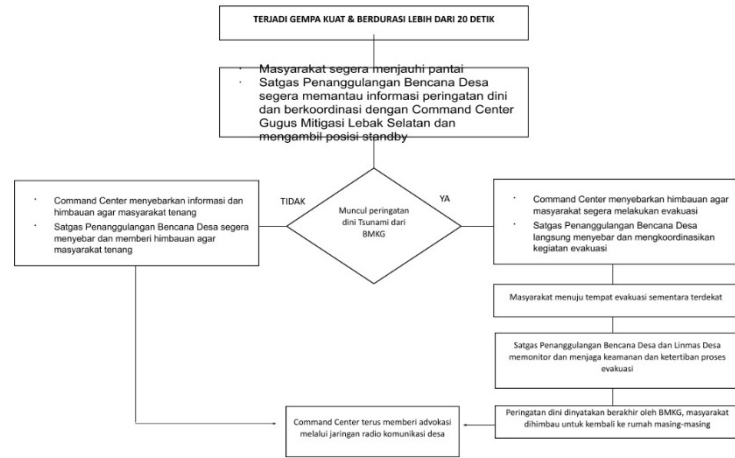 TERJADI GEMPA KUAT & BERDURASI LEBIH DARI 20 DETIK
· Masyarakat segera menjauhi pantai
· Satgas Penanggulangan Bencana Desa
segera memantau informasi peringatan dini
dan berkoordinasi dengan Command Center
Gugus Mitigasi Lebak Selatan dan
mengambil posisi standby
Muncul peringatan
dini Tsunami dari
BMKG
TIDAK
· Command Center menyebarkan informasi dan
himbauan agar masyarakat tenang
· Satgas Penanggulangan Bencana Desa segera
menyebar dan memberi himbauan agar
masyarakat tenang
YA
· Command Center menyebarkan himbauan agar
masyarakat segera melakukan evakuasi
· Satgas Penanggulangan Bencana Desa
langsung menyebar dan mengkoordinasikan
kegiatan evakuasi
Masyarakat menuju tempat evakuasi sementara terdekat
Satgas Penanggulangan Bencana Desa dan Linmas Desa
memonitor dan menjaga keamanan dan ketertiban proses
evakuasi
Peringatan dini dinyatakan berakhir oleh BMKG, masyarakat
dihimbau untuk kembali ke rumah masing-masing
Command Center terus memberi advokasi
melalui jaringan radio komunikasi desa